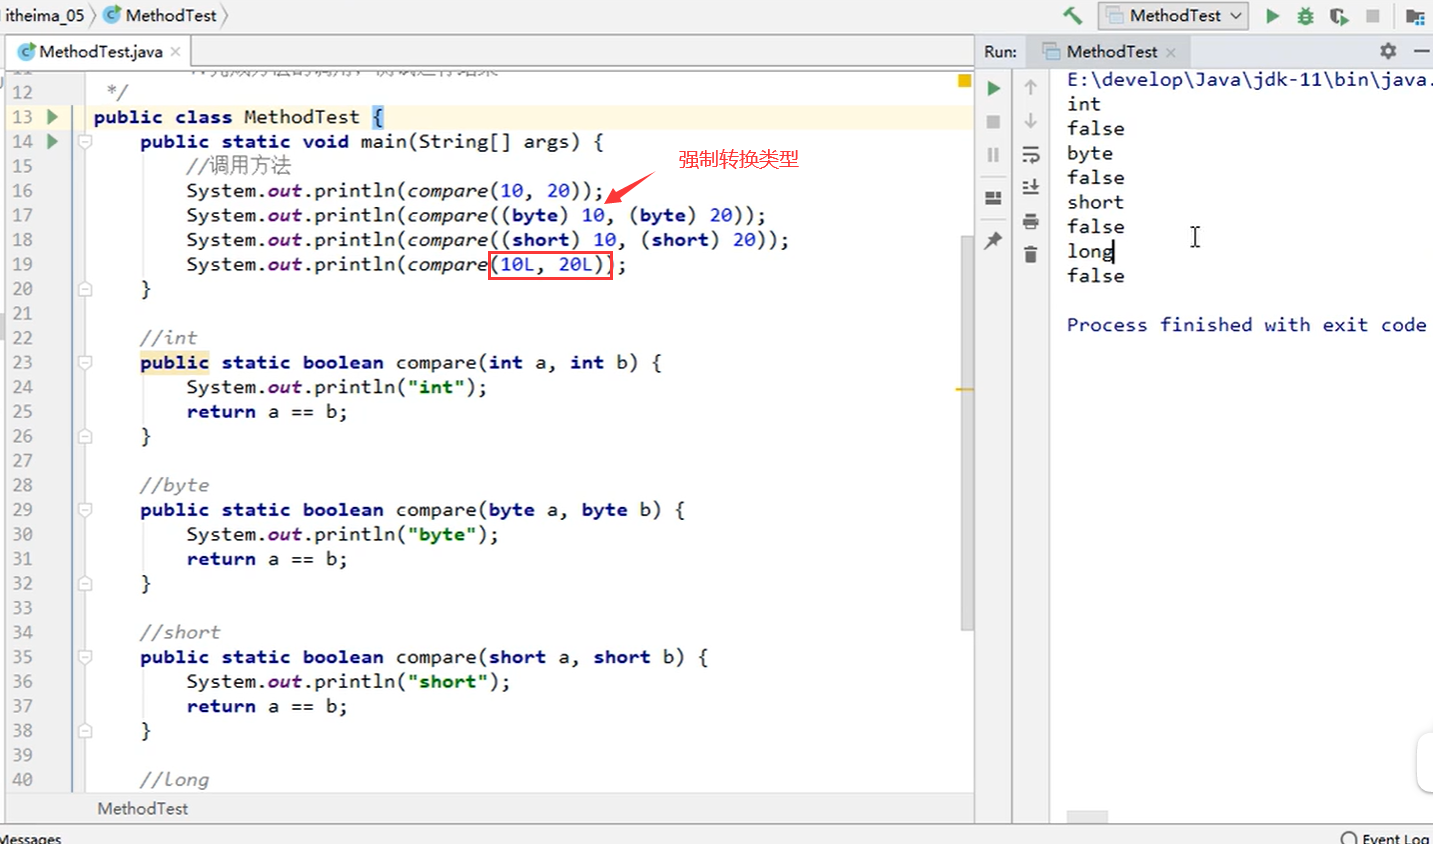 itheima_05 MethodTest
MethodTest
MethodTest.java
Run: MethodTest
12 */
13 public class MethodTest {
14 public static void main(String[] args) {
15 //调用方法
强制转换类型
16 System.out.println(compare(10, 20));
17 System.out.println(compare((byte) 10, (byte) 20));
18 System.out.println(compare((short) 10, (short) 20));
19 System.out.println(compare(10L, 20L));
20 }
21
22 //int
23 public static boolean compare(int a, int b) {
24 System.out.println("int");
25 return a == b;
26 }
27
28 //byte
29 public static boolean compare(byte a, byte b) {
30 System.out.println("byte");
31 return a == b;
32 }
33
34 //short
35 public static boolean compare(short a, short b) {
36 System.out.println("short");
37 return a == b;
38 }
39
40 //long
MethodTest
E:\develop\Java\jdk-11\bin\java.
int
false
byte
false
short
false
long
false
Process finished with exit code
Messages
Event Log